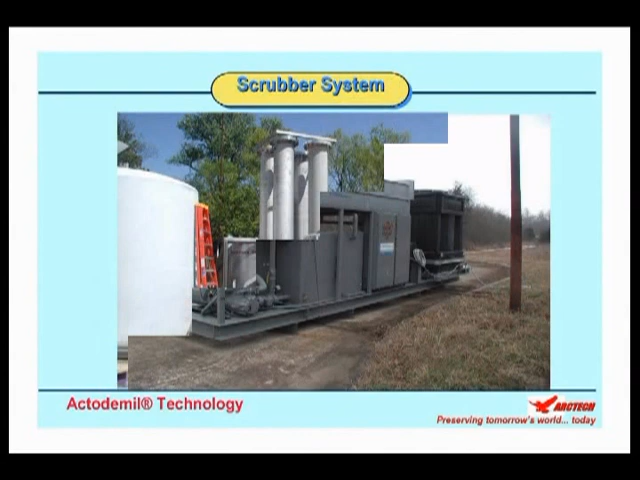 Scrubber System
Actodemil® Technology
ARCTECH
Preserving tomorrow's world... today